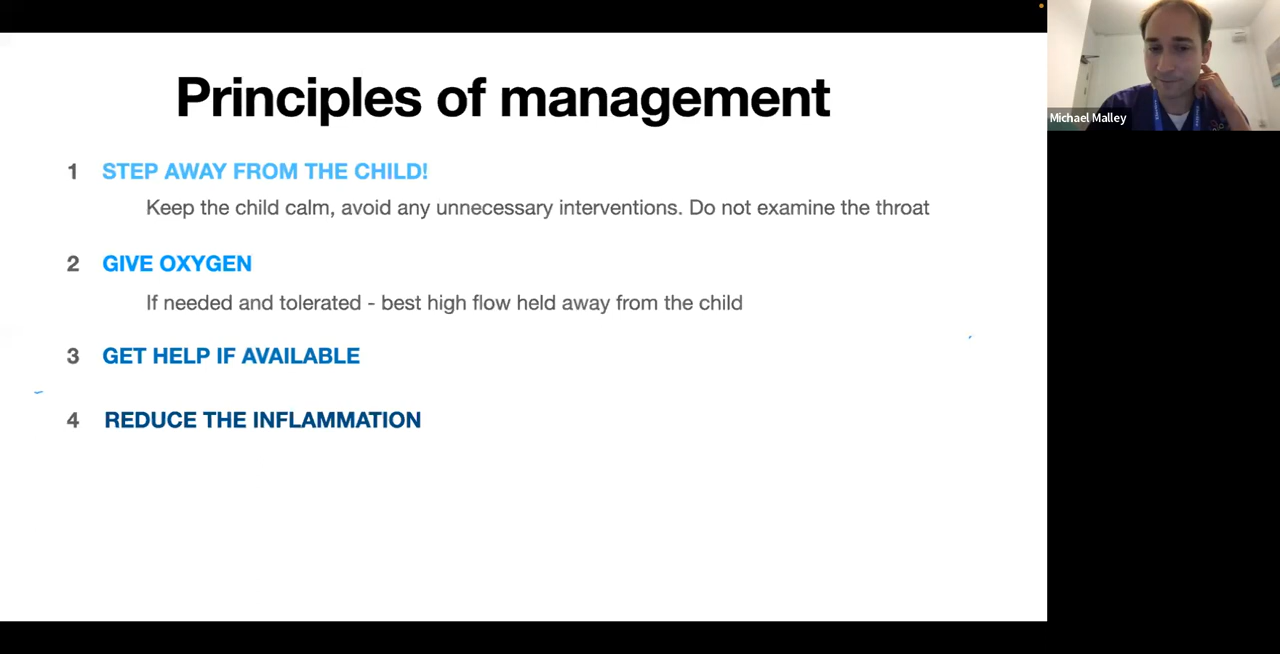 Principles of management
1 STEP AWAY FROM THE CHILD!
Keep the child calm, avoid any unnecessary interventions. Do not examine the throat
2 GIVE OXYGEN
If needed and tolerated - best high flow held away from the child
3 GET HELP IF AVAILABLE
4 REDUCE THE INFLAMMATION
Michael Malley